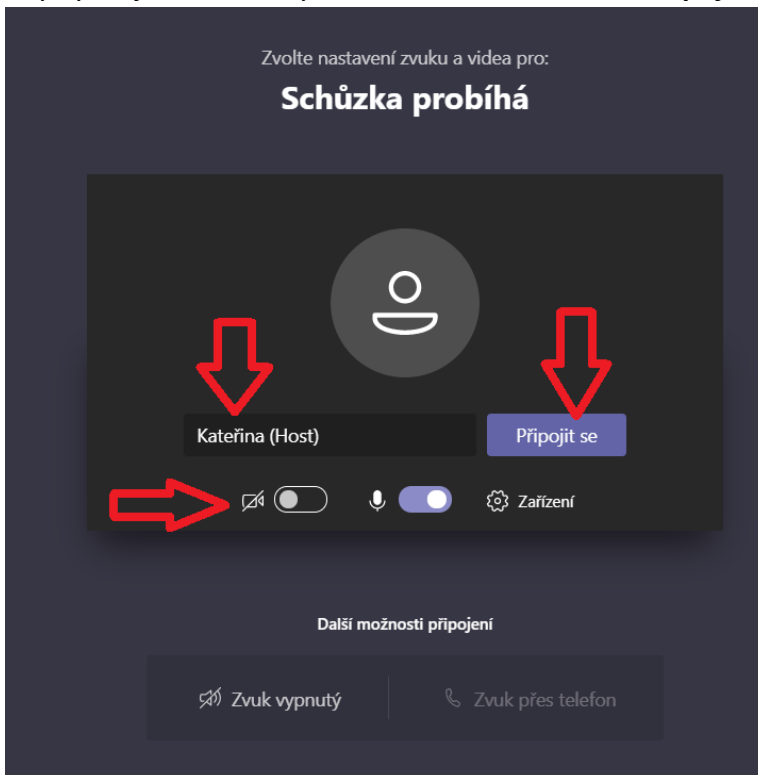 Zvolte nastavení zvuku a videa pro:
Schůzka probíhá
Kateřina (Host)
Připojit se
Zařízení
Další možnosti připojení
Zvuk vypnutý
Zvuk přes telefon